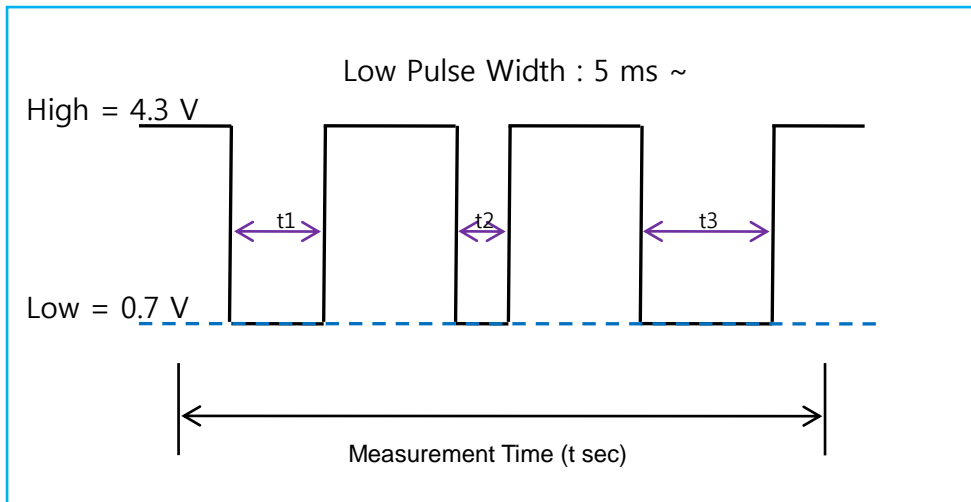 Low Pulse Width : 5 ms ~
High = 4.3 V
t1
t2
t3
Low = 0.7 V
Measurement Time (t sec)